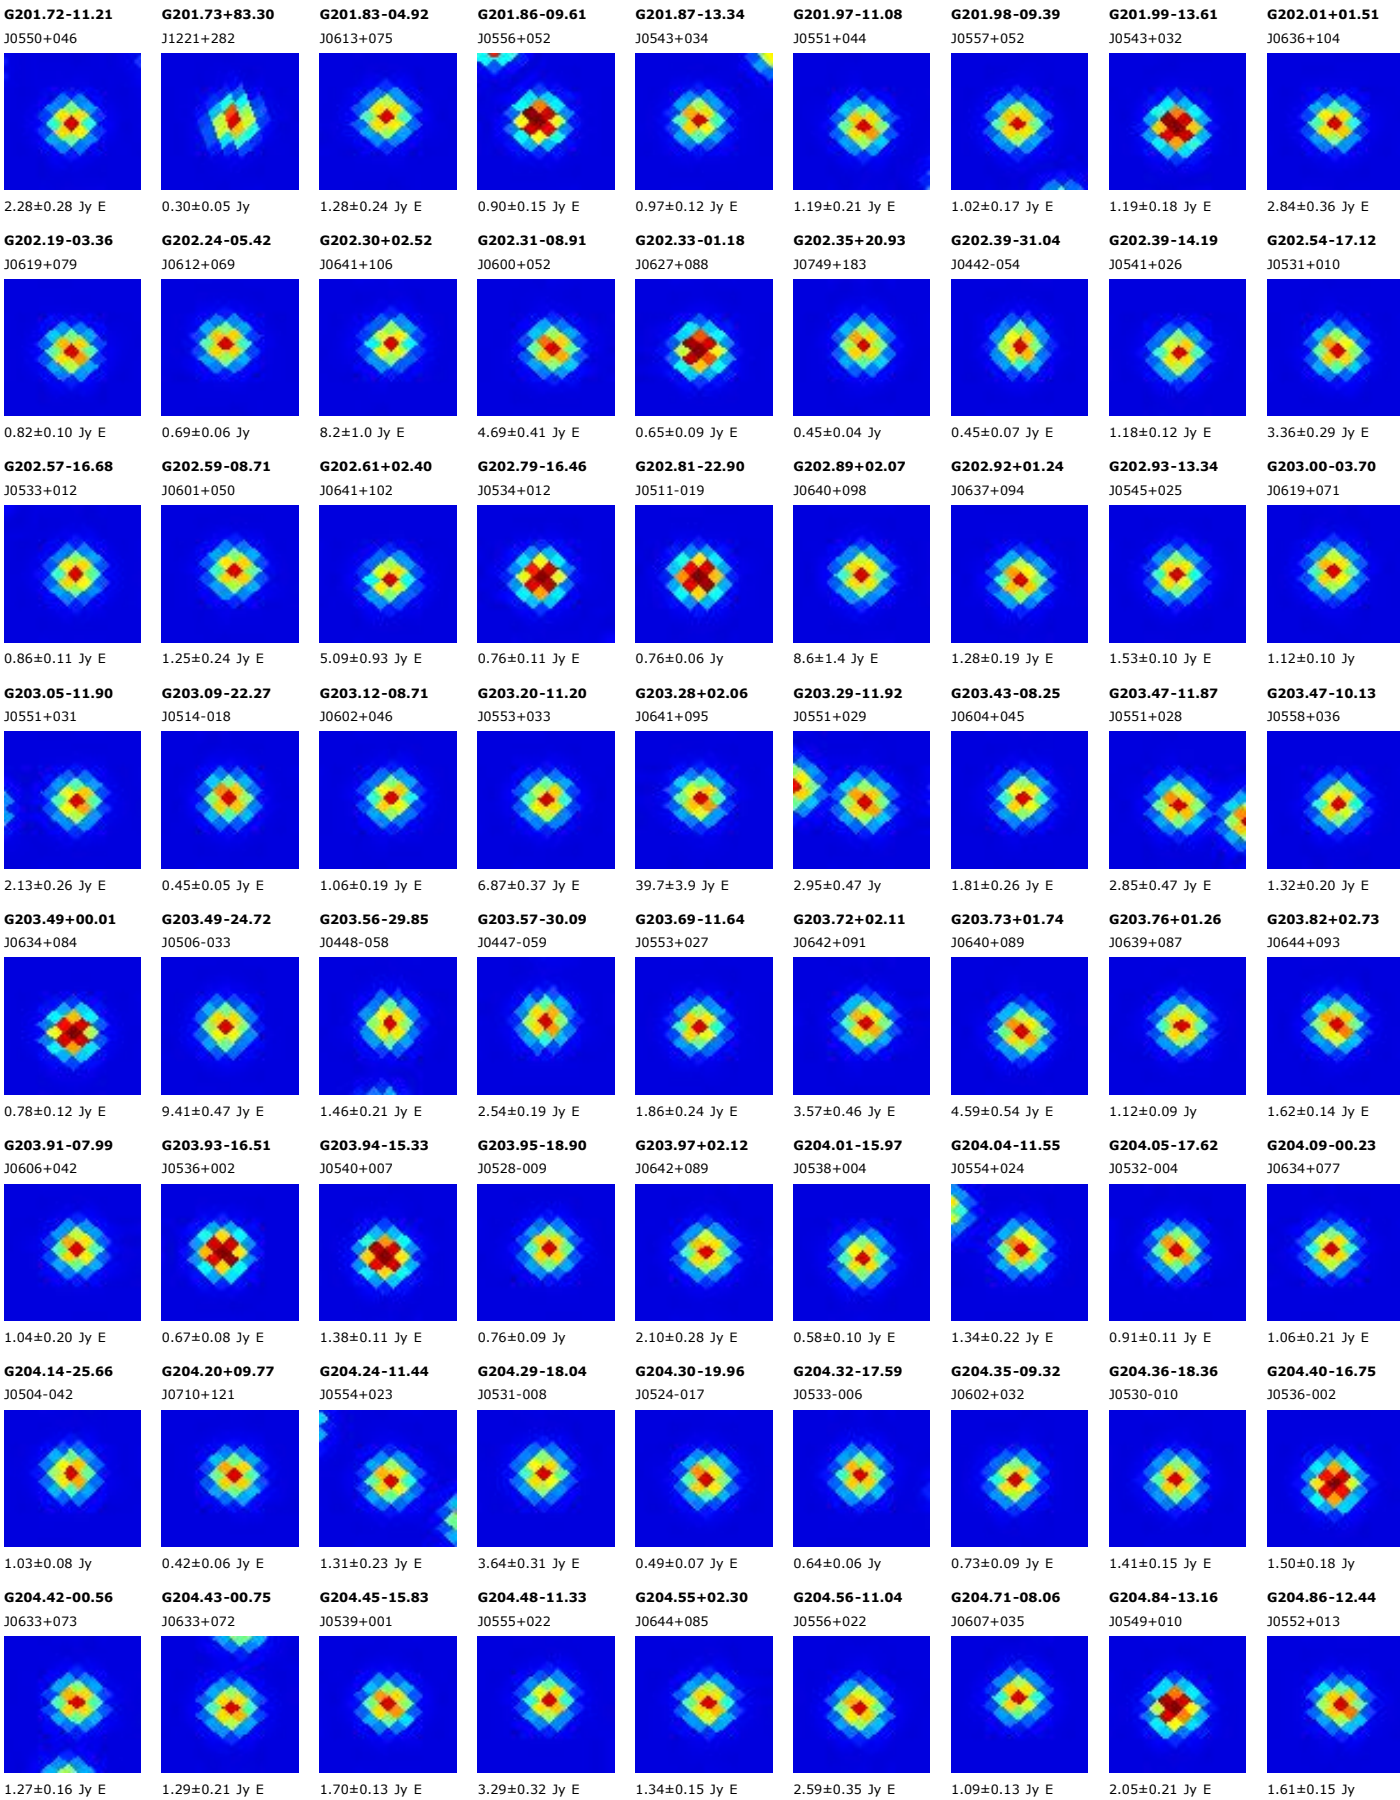 G201.72-11.21 G201.73+83.30 G201.83-04.92 G201.86-09.61 G201.87-13.34 G201.97-11.08 G201.98-09.39 G201.99-13.61 G202.01+01.51
J0550+046 J1221+282 J0613+075 J0556+052 J0543+034 J0551+044 J0557+052 J0543+032 J0636+104
2.28±0.28 Jy E 0.30±0.05 Jy 1.28±0.24 Jy E 0.90±0.15 Jy E 0.97±0.12 Jy E 1.19±0.21 Jy E 1.02±0.17 Jy E 1.19±0.18 Jy E 2.84±0.36 Jy E
G202.19-03.36 G202.24-05.42 G202.30+02.52 G202.31-08.91 G202.33-01.18 G202.35+20.93 G202.39-31.04 G202.39-14.19 G202.54-17.12
J0619+079 J0612+069 J0641+106 J0600+052 J0627+088 J0749+183 J0442-054 J0541+026 J0531+010
0.82±0.10 Jy E 0.69±0.06 Jy 8.2±1.0 Jy E 4.69±0.41 Jy E 0.65±0.09 Jy E 0.45±0.04 Jy 0.45±0.07 Jy E 1.18±0.12 Jy E 3.36±0.29 Jy E
G202.57-16.68 G202.59-08.71 G202.61+02.40 G202.79-16.46 G202.81-22.90 G202.89+02.07 G202.92+01.24 G202.93-13.34 G203.00-03.70
J0533+012 J0601+050 J0641+102 J0534+012 J0511-019 J0640+098 J0637+094 J0545+025 J0619+071
0.86±0.11 Jy E 1.25±0.24 Jy E 5.09±0.93 Jy E 0.76±0.11 Jy E 0.76±0.06 Jy 8.6±1.4 Jy E 1.28±0.19 Jy E 1.53±0.10 Jy E 1.12±0.10 Jy
G203.05-11.90 G203.09-22.27 G203.12-08.71 G203.20-11.20 G203.28+02.06 G203.29-11.92 G203.43-08.25 G203.47-11.87 G203.47-10.13
J0551+031 J0514-018 J0602+046 J0553+033 J0641+095 J0551+029 J0604+045 J0551+028 J0558+036
2.13±0.26 Jy E 0.45±0.05 Jy E 1.06±0.19 Jy E 6.87±0.37 Jy E 39.7±3.9 Jy E 2.95±0.47 Jy 1.81±0.26 Jy E 2.85±0.47 Jy E 1.32±0.20 Jy E
G203.49+00.01 G203.49-24.72 G203.56-29.85 G203.57-30.09 G203.69-11.64 G203.72+02.11 G203.73+01.74 G203.76+01.26 G203.82+02.73
J0634+084 J0506-033 J0448-058 J0447-059 J0553+027 J0642+091 J0640+089 J0639+087 J0644+093
0.78±0.12 Jy E 9.41±0.47 Jy E 1.46±0.21 Jy E 2.54±0.19 Jy E 1.86±0.24 Jy E 3.57±0.46 Jy E 4.59±0.54 Jy E 1.12±0.09 Jy 1.62±0.14 Jy E
G203.91-07.99 G203.93-16.51 G203.94-15.33 G203.95-18.90 G203.97+02.12 G204.01-15.97 G204.04-11.55 G204.05-17.62 G204.09-00.23
J0606+042 J0536+002 J0540+007 J0528-009 J0642+089 J0538+004 J0554+024 J0532-004 J0634+077
1.04±0.20 Jy E 0.67±0.08 Jy E 1.38±0.11 Jy E 0.76±0.09 Jy 2.10±0.28 Jy E 0.58±0.10 Jy E 1.34±0.22 Jy E 0.91±0.11 Jy E 1.06±0.21 Jy E
G204.14-25.66 G204.20+09.77 G204.24-11.44 G204.29-18.04 G204.30-19.96 G204.32-17.59 G204.35-09.32 G204.36-18.36 G204.40-16.75
J0504-042 J0710+121 J0554+023 J0531-008 J0524-017 J0533-006 J0602+032 J0530-010 J0536-002
1.03±0.08 Jy 0.42±0.06 Jy E 1.31±0.23 Jy E 3.64±0.31 Jy E 0.49±0.07 Jy E 0.64±0.06 Jy 0.73±0.09 Jy E 1.41±0.15 Jy E 1.50±0.18 Jy
G204.42-00.56 G204.43-00.75 G204.45-15.83 G204.48-11.33 G204.55+02.30 G204.56-11.04 G204.71-08.06 G204.84-13.16 G204.86-12.44
J0633+073 J0633+072 J0539+001 J0555+022 J0644+085 J0556+022 J0607+035 J0549+010 J0552+013
1.27±0.16 Jy E 1.29±0.21 Jy E 1.70±0.13 Jy E 3.29±0.32 Jy E 1.34±0.15 Jy E 2.59±0.35 Jy E 1.09±0.13 Jy E 2.05±0.21 Jy E 1.61±0.15 Jy